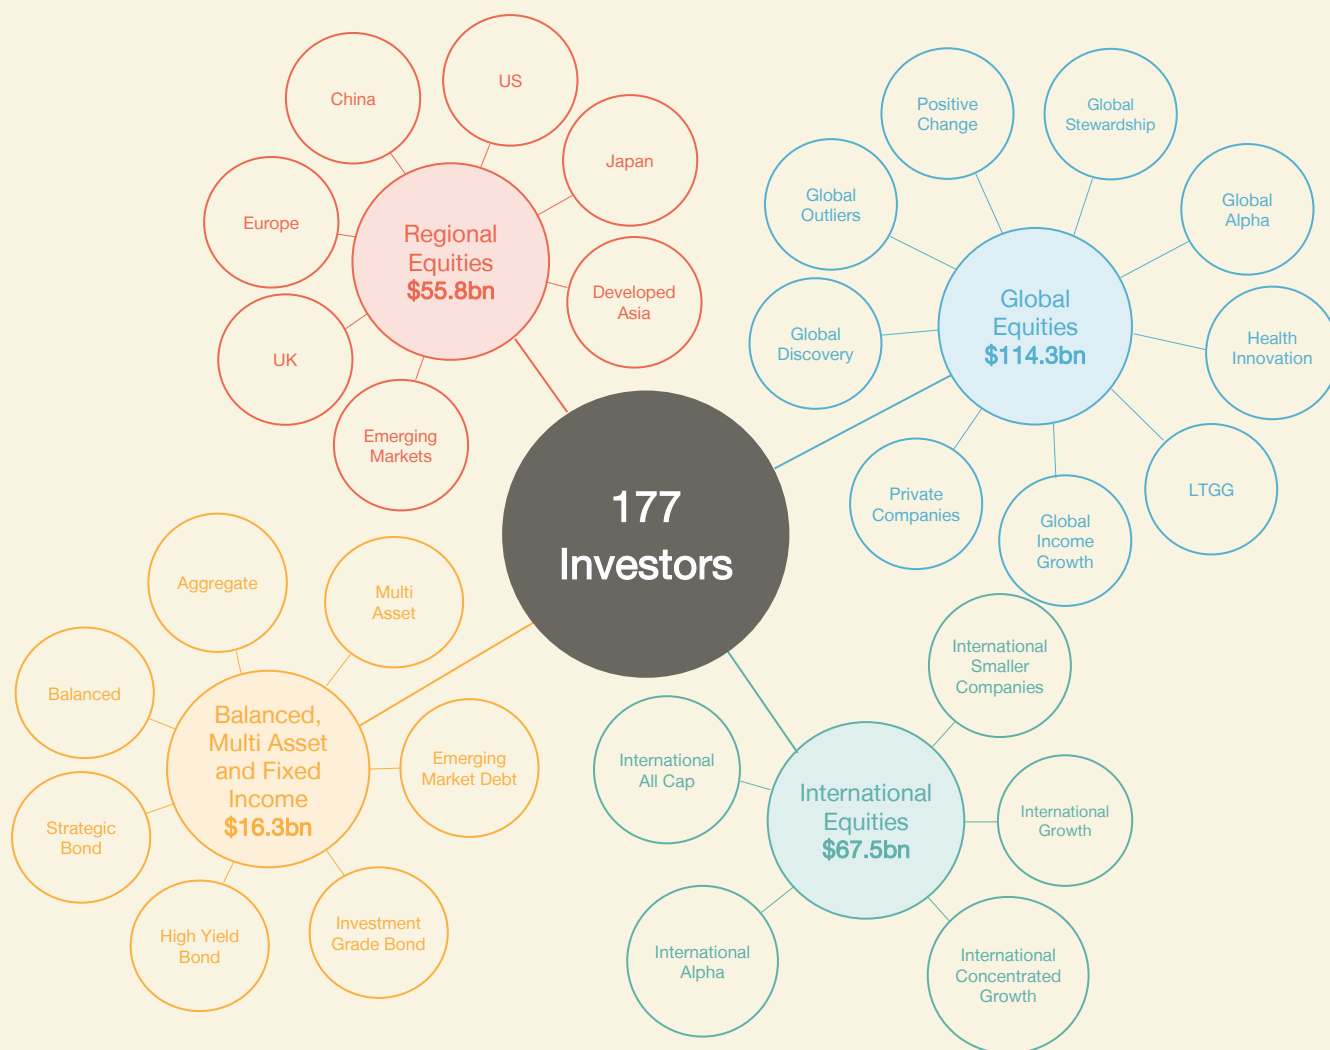 US
China
Japan
Europe
Regional
Equities
$55.8bn
Developed
Asia
UK
Emerging
Markets
Positive
Change
Global
Stewardship
Global
Outliers
Global
Alpha
Global
Equities
$114.3bn
Global
Discovery
Health
Innovation
Private
Companies
Global
Income
Growth
LTGG
177
Investors
Aggregate
Multi
Asset
Balanced
Balanced,
Multi Asset
and Fixed
Income
$16.3bn
Emerging
Market Debt
Strategic
Bond
High Yield
Bond
Investment
Grade Bond
International
Smaller
Companies
International
All Cap
International
Equities
$67.5bn
International
Growth
International
Alpha
International
Concentrated
Growth